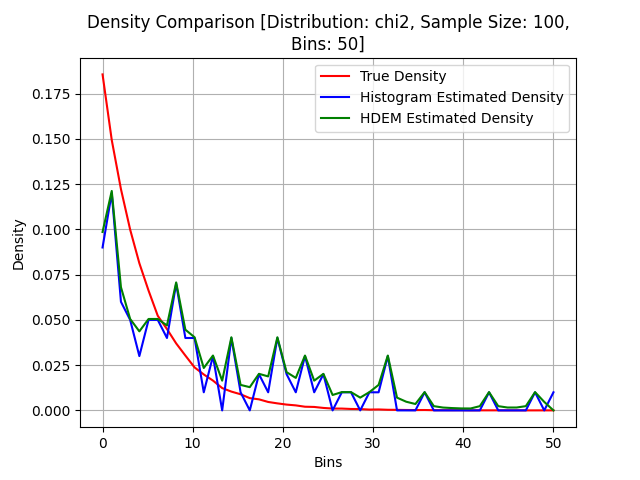 Density Comparison [Distribution: chi2, Sample Size: 100,
Bins: 50]
True Density
Histogram Estimated Density
HDEM Estimated Density
Density
0.175
0.150
0.125
0.100
0.075
0.050
0.025
0.000
0 10 20 30 40 50
Bins